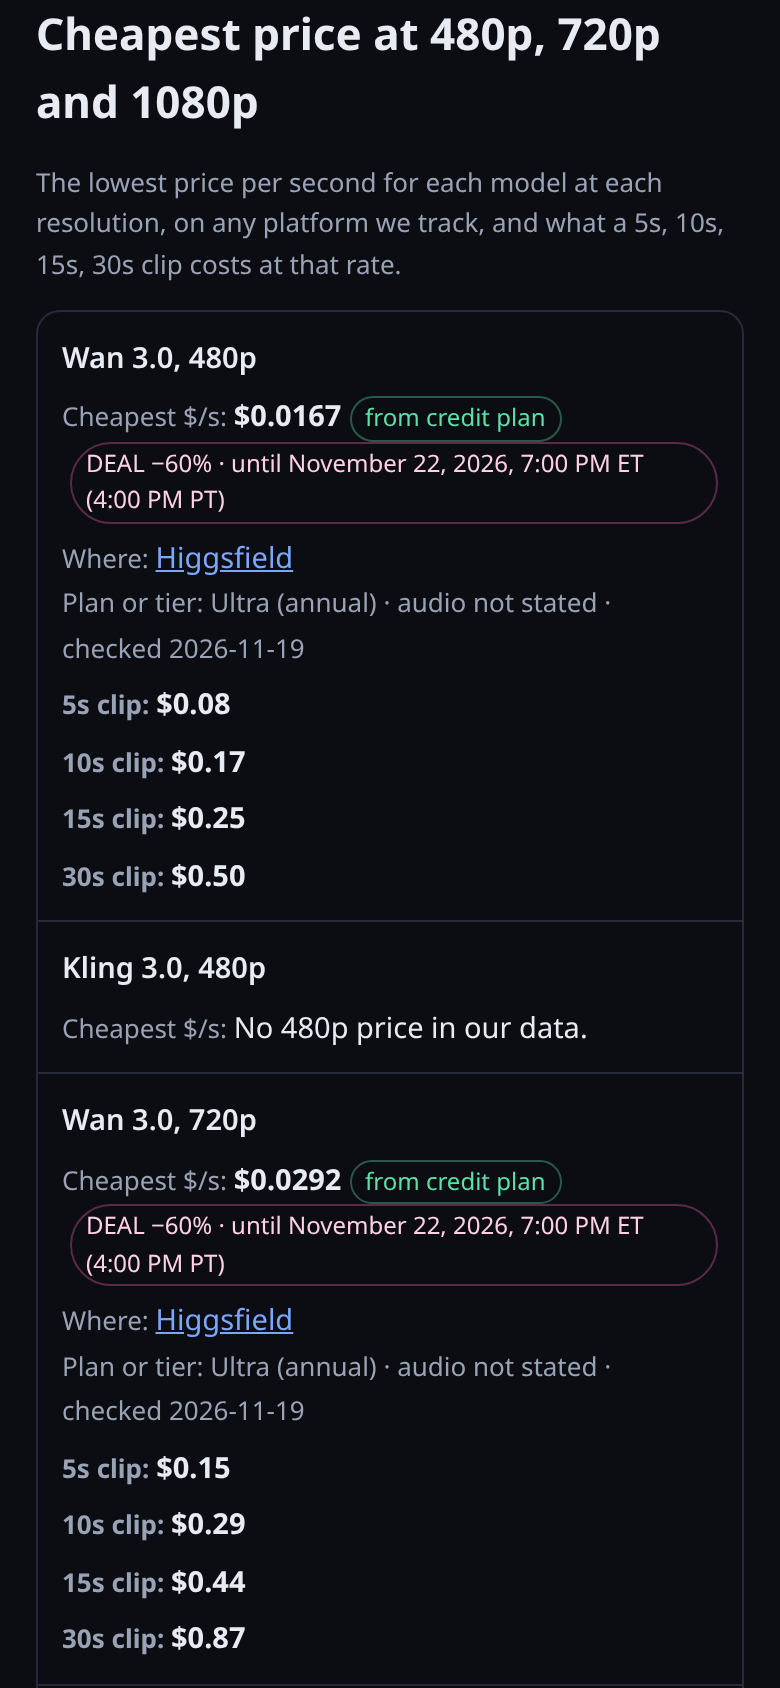 Cheapest price at 480p, 720p
and 1080p
The lowest price per second for each model at each
resolution, on any platform we track, and what a 5s, 10s,
15s, 30s clip costs at that rate.
Wan 3.0, 480p
Cheapest $/s: $0.0167 from credit plan
DEAL −60% · until November 22, 2026, 7:00 PM ET
(4:00 PM PT)
Where: Higgsfield
Plan or tier: Ultra (annual) · audio not stated ·
checked 2026-11-19
5s clip: $0.08
10s clip: $0.17
15s clip: $0.25
30s clip: $0.50
Kling 3.0, 480p
Cheapest $/s: No 480p price in our data.
Wan 3.0, 720p
Cheapest $/s: $0.0292 from credit plan
DEAL −60% · until November 22, 2026, 7:00 PM ET
(4:00 PM PT)
Where: Higgsfield
Plan or tier: Ultra (annual) · audio not stated ·
checked 2026-11-19
5s clip: $0.15
10s clip: $0.29
15s clip: $0.44
30s clip: $0.87